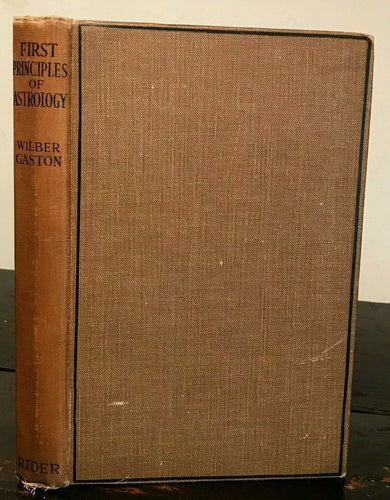 FIRST
PRINCIPLES
OF
ASTROLOGY
WILBER
GASTON
RIDER